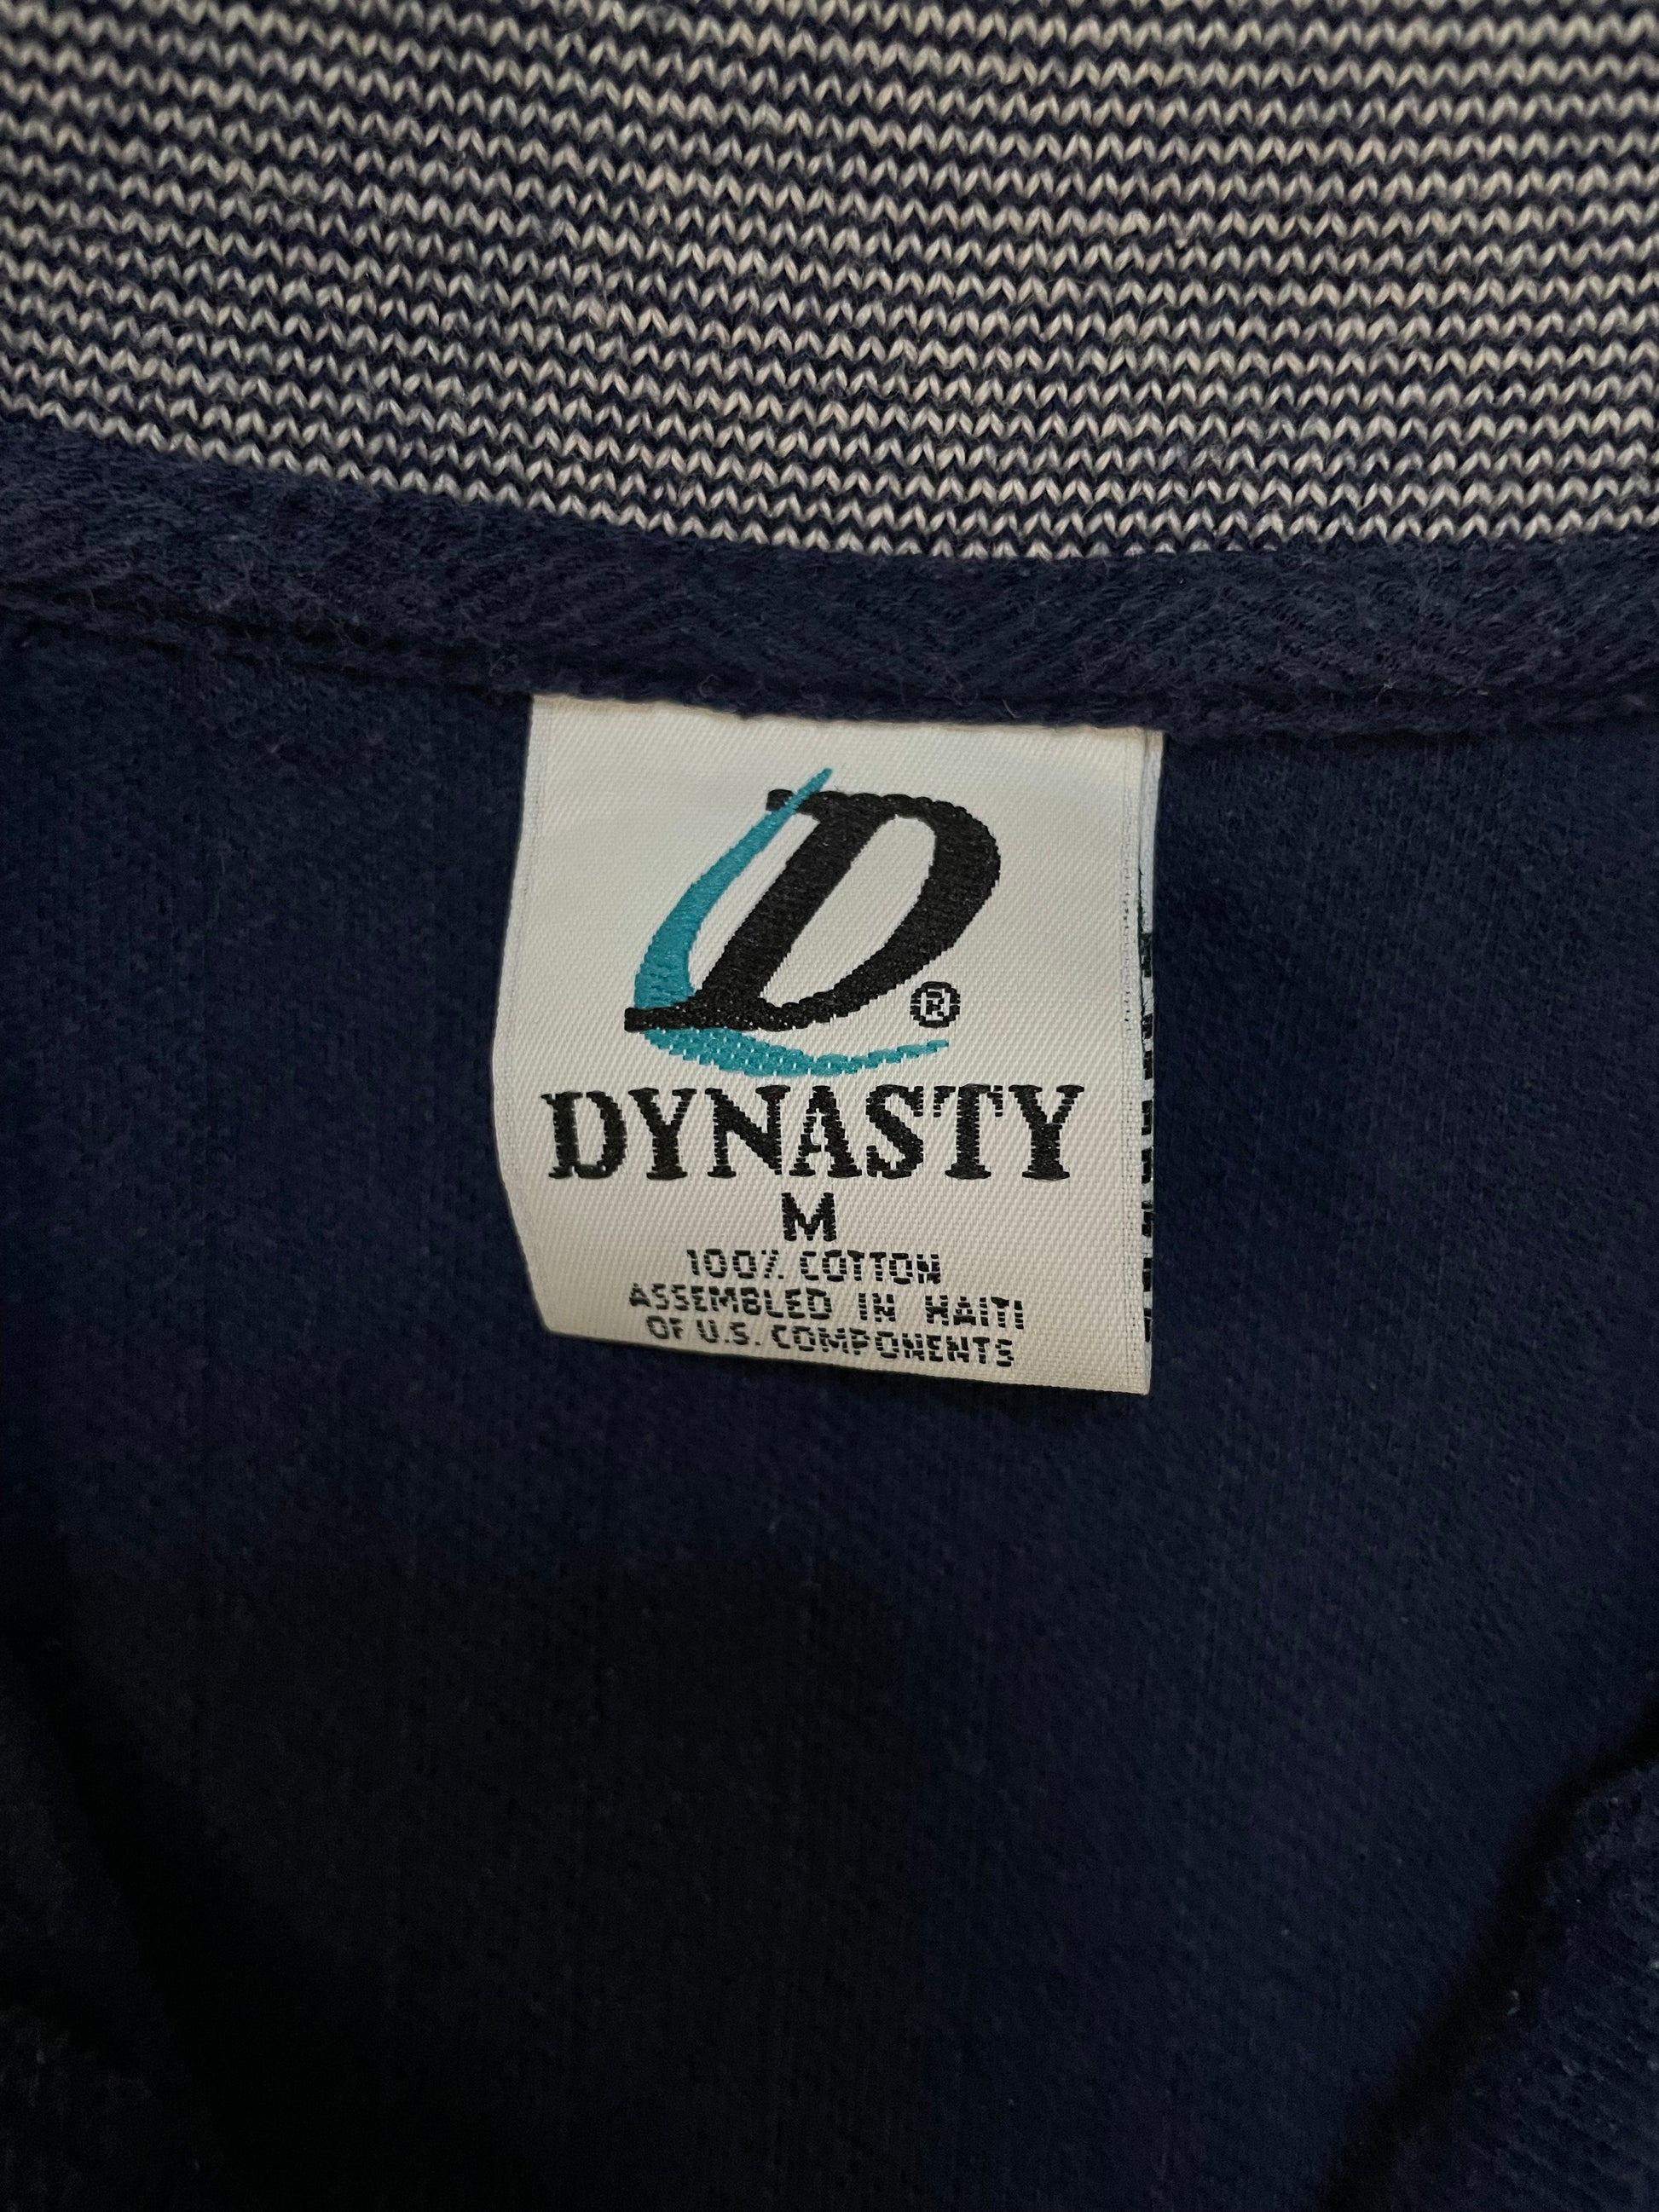 D®
DYNASTY
M
100% COTTON
ASSEMBLED IN HAITI
OF U.S. COMPONENTS